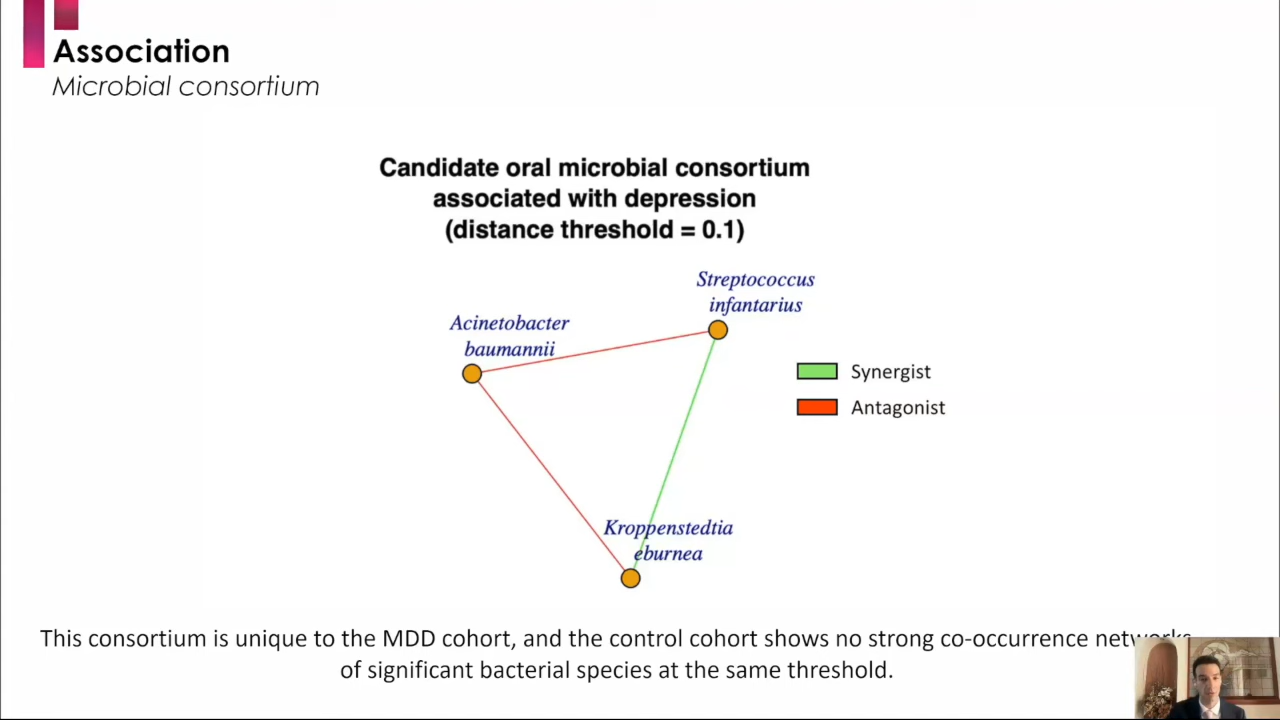 Association
Microbial consortium
Candidate oral microbial consortium
associated with depression
(distance threshold = 0.1)
Streptococcus
infantarius
Acinetobacter
baumannii
Synergist
Antagonist
Kroppenstedtia
eburnea
This consortium is unique to the MDD cohort, and the control cohort shows no strong co-occurrence networks
of significant bacterial species at the same threshold.